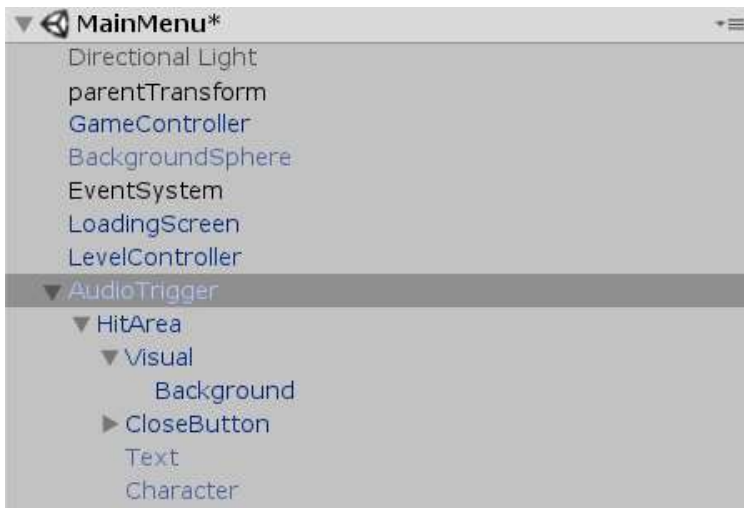 MainMenu*
Directional Light
parentTransform
GameController
BackgroundSphere
EventSystem
LoadingScreen
LevelController
AudioTrigger
HitArea
Visual
Background
CloseButton
Text
Character